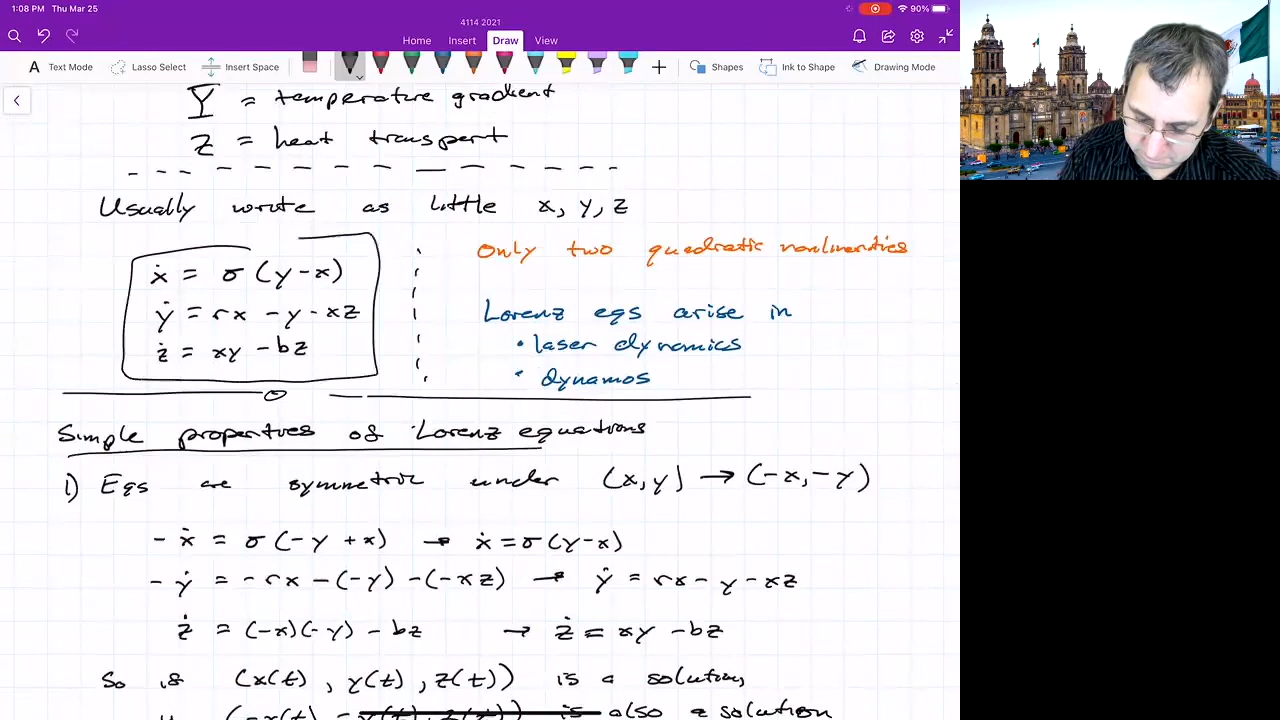 1:08 PM Thu Mar 25
90%
4114 2021
Home Insert Draw View
A Text Mode Lasso Select Insert Space + Shapes Ink to Shape Drawing Mode
Y = temperature gradient
Z = heat transport
Usually wrote as little x, y, z
ẋ = σ(y-x)
ẏ = rx - y - xz
ż = xy - bz
Only two quadratic nonlinearities
Lorenz eqs arise in
• laser dynamics
• dynamos
Simple properties of Lorenz equations
1) Eqs are symmetric under (x,y) → (-x,-y)
-ẋ = σ(-y+x) → ẋ = σ(y-x)
-ẏ = -rx -(-y) -(-xz) → ẏ = rx - y - xz
ż = (-x)(-y) - bz → ż = xy - bz
So if (x(t), y(t), z(t)) is a solution,
(-x(t), -y(t), z(t)) is also a solution